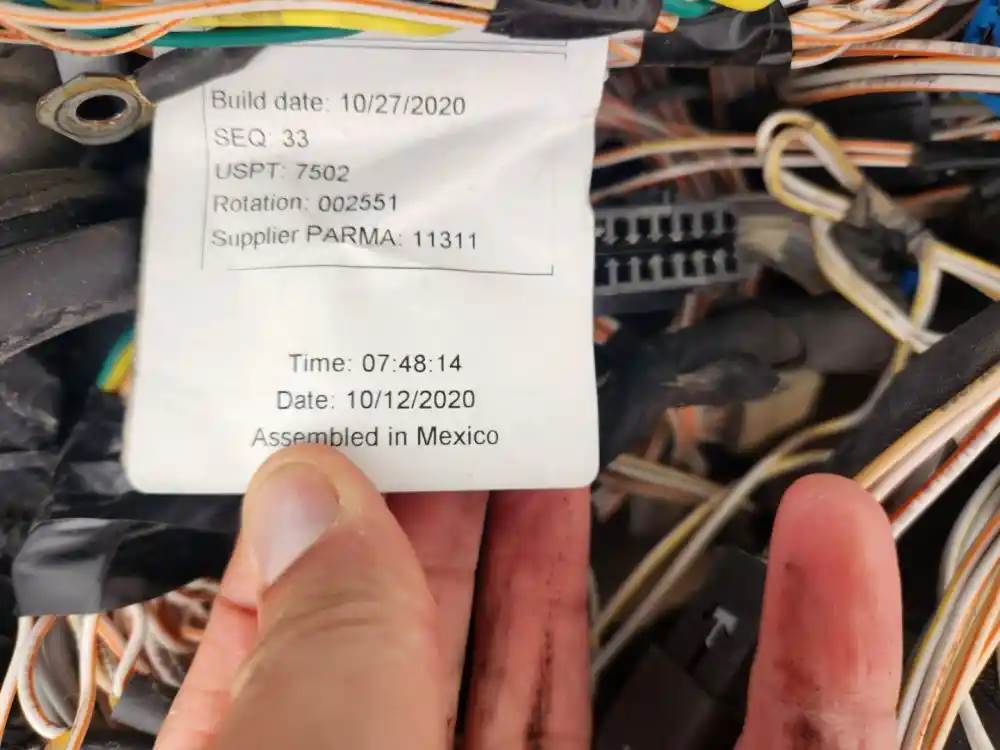 Build date: 10/27/2020
SEQ: 33
USPT: 7502
Rotation: 002551
Supplier PARMA: 11311
Time: 07:48:14
Date: 10/12/2020
Assembled in Mexico